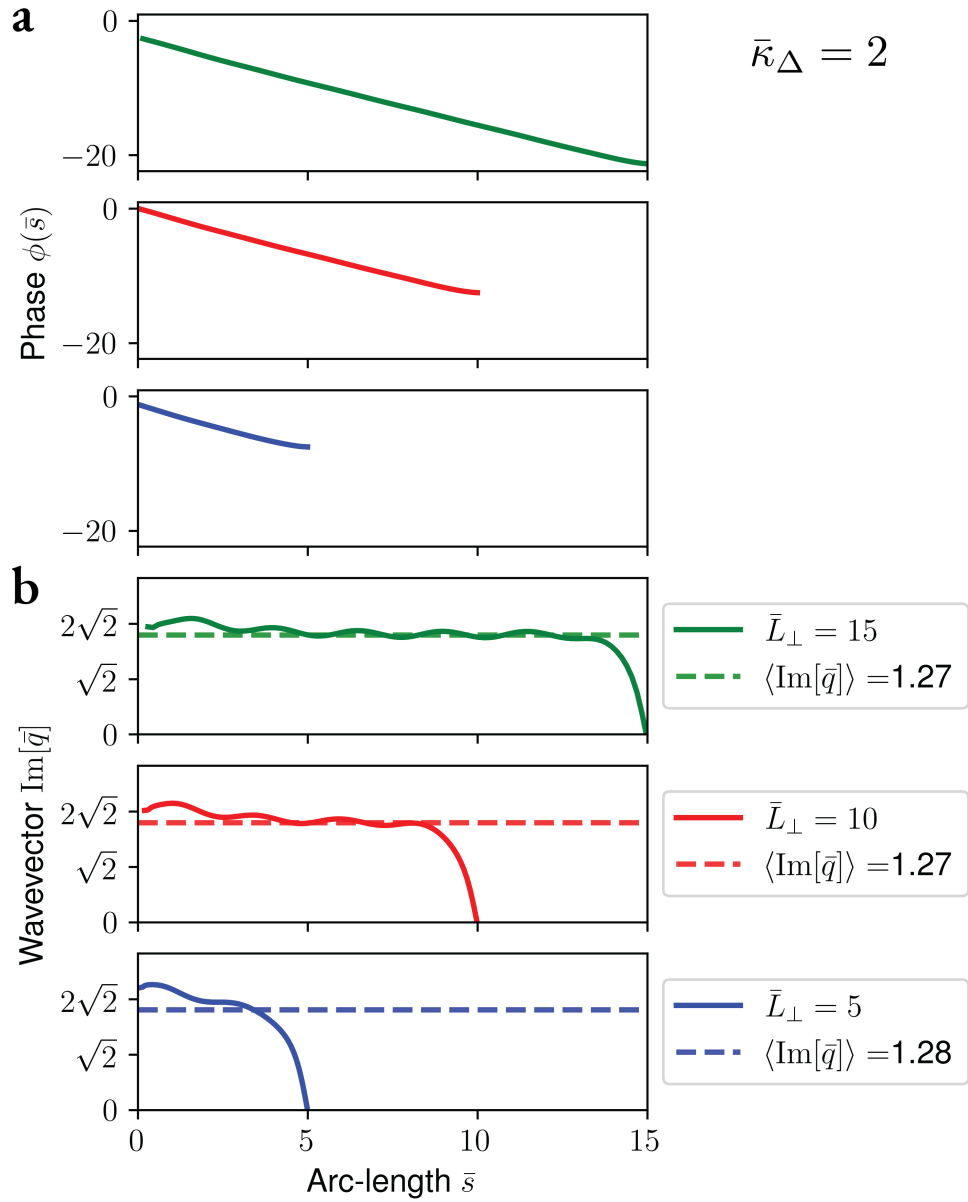 a
κ̄_Δ = 2
0
−20
0
−20
0
−20
Phase ϕ(s̄)
b
2√2
√2
0
2√2
√2
0
2√2
√2
0
Wavevector Im[q̄]
L̄_⊥ = 15
⟨Im[q̄]⟩ = 1.27
L̄_⊥ = 10
⟨Im[q̄]⟩ = 1.27
L̄_⊥ = 5
⟨Im[q̄]⟩ = 1.28
0 5 10 15
Arc-length s̄